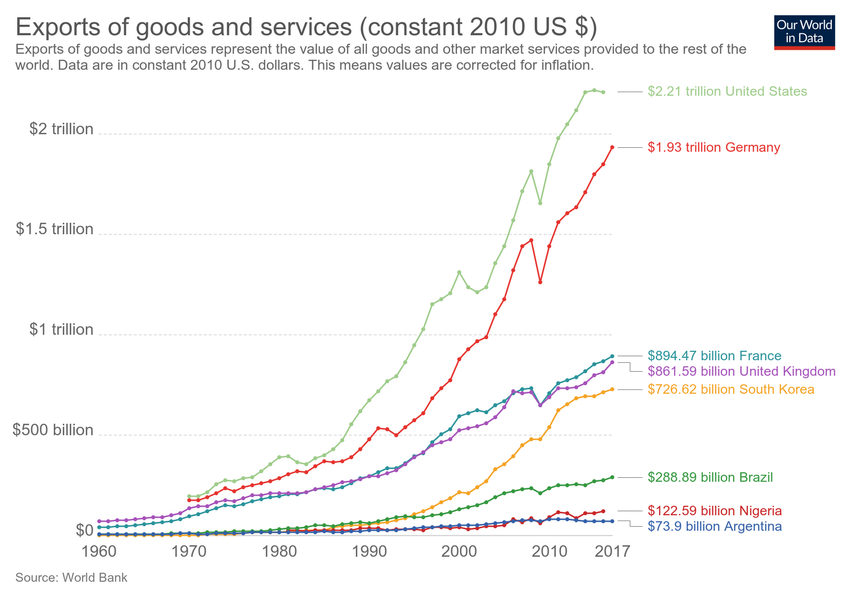 Exports of goods and services (constant 2010 US $)
Our World
in Data
Exports of goods and services represent the value of all goods and other market services provided to the rest of the
world. Data are in constant 2010 U.S. dollars. This means values are corrected for inflation.
$2 trillion
$1.5 trillion
$1 trillion
$500 billion
$0
$2.21 trillion United States
$1.93 trillion Germany
$894.47 billion France
$861.59 billion United Kingdom
$726.62 billion South Korea
$288.89 billion Brazil
$122.59 billion Nigeria
$73.9 billion Argentina
1960 1970 1980 1990 2000 2010 2017
Source: World Bank